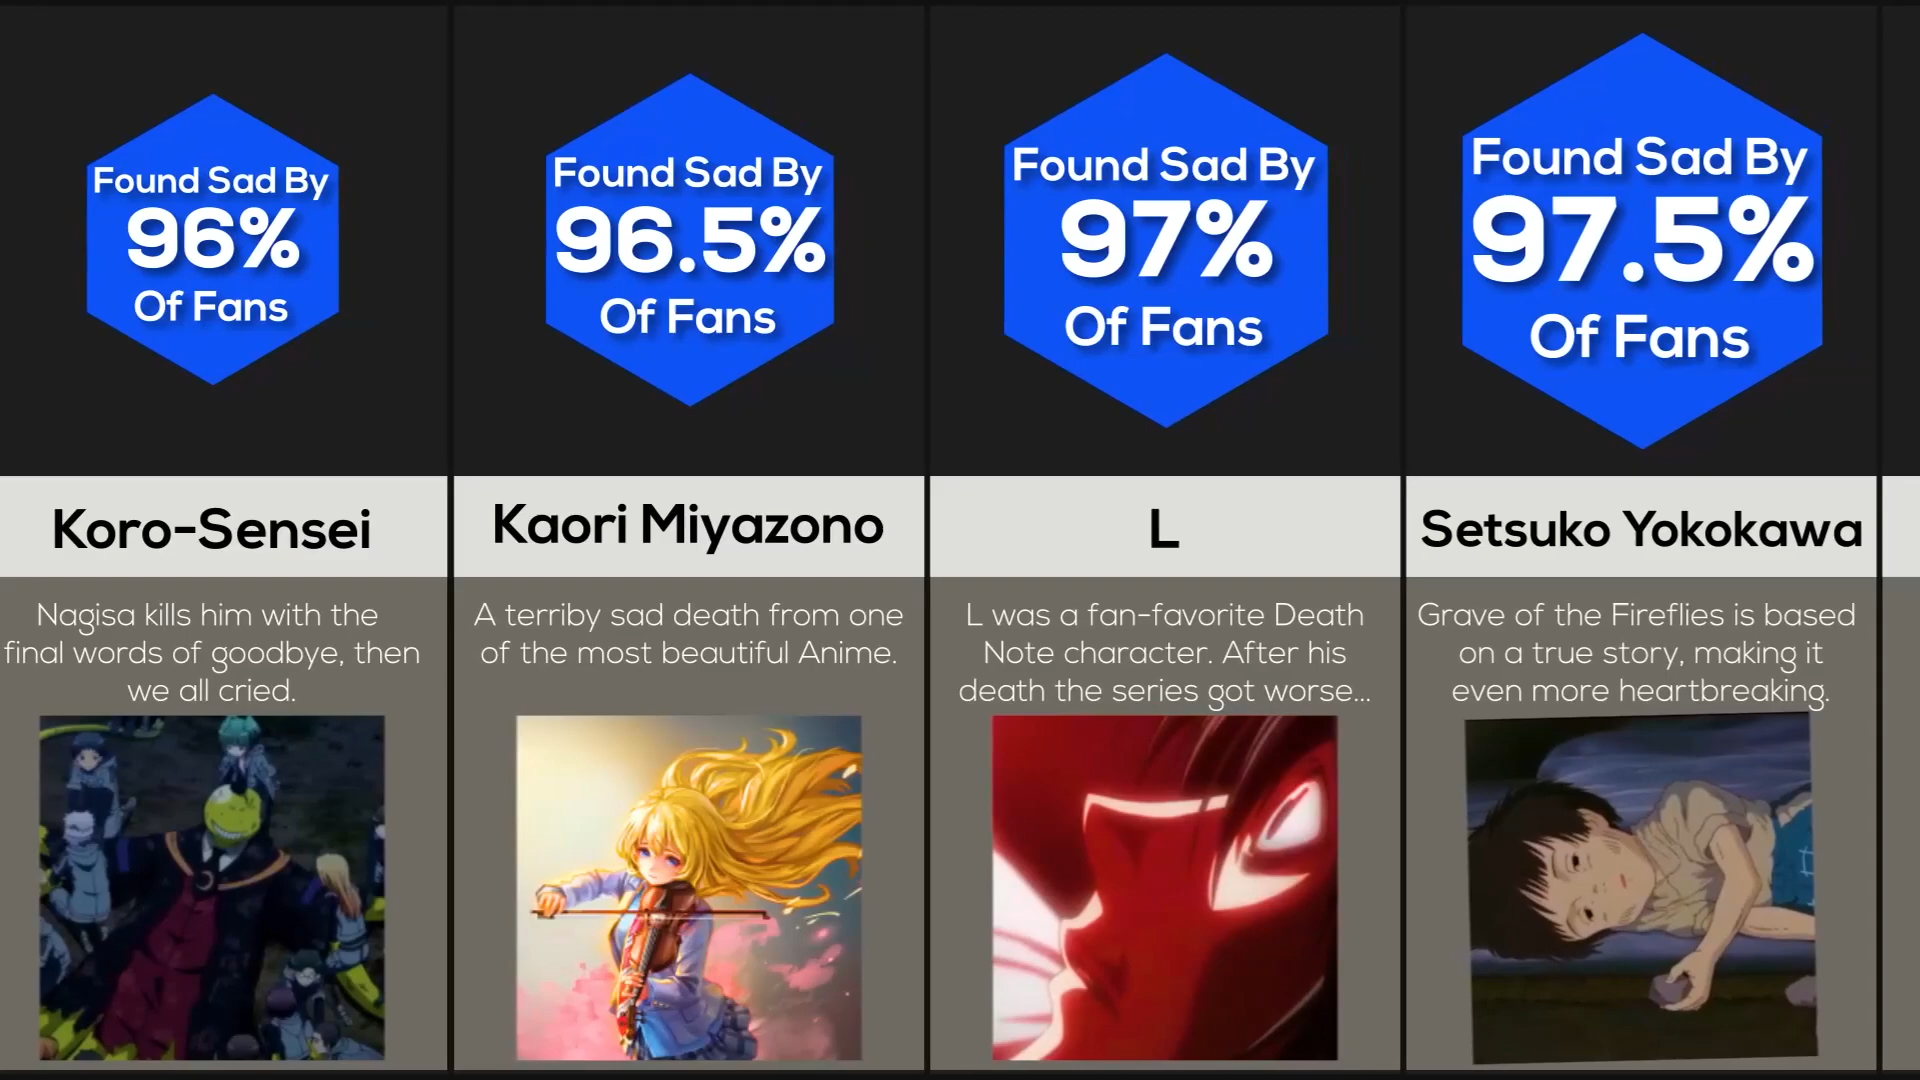 Found Sad By
96%
Of Fans
Koro-Sensei
Nagisa kills him with the
final words of goodbye, then
we all cried.
Found Sad By
96.5%
Of Fans
Kaori Miyazono
A terriby sad death from one
of the most beautiful Anime.
Found Sad By
97%
Of Fans
L
L was a fan-favorite Death
Note character. After his
death the series got worse...
Found Sad By
97.5%
Of Fans
Setsuko Yokokawa
Grave of the Fireflies is based
on a true story, making it
even more heartbreaking.